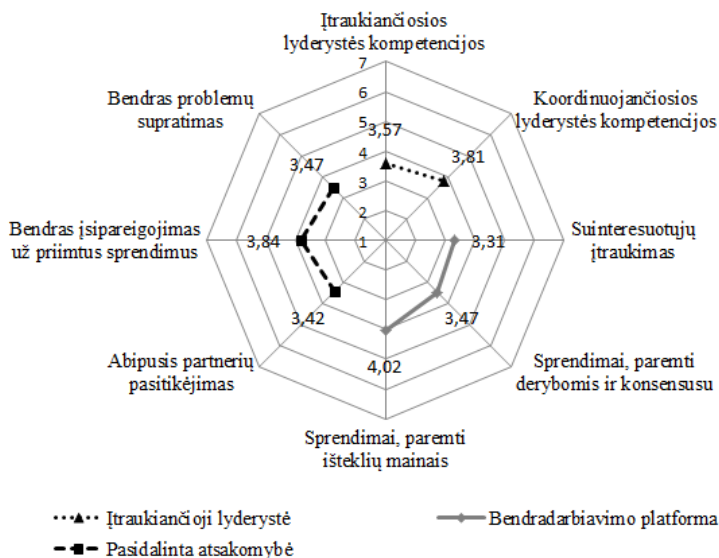 Įtraukiančiosios
lyderystės kompetencijos
7
6
5
4
3
2
1
3,57
Koordinuojančiosios
lyderystės kompetencijos
3,81
Suinteresuotųjų
įtraukimas
3,31
Sprendimai, paremti
derybomis ir konsensusu
3,47
Sprendimai, paremti
išteklių mainais
4,02
Abipusis partnerių
pasitikėjimas
3,42
Bendras įsipareigojimas
už priimtus sprendimus
3,84
Bendras problemų
supratimas
3,47
Įtraukiančioji lyderystė
Bendradarbiavimo platforma
Pasidalinta atsakomybė